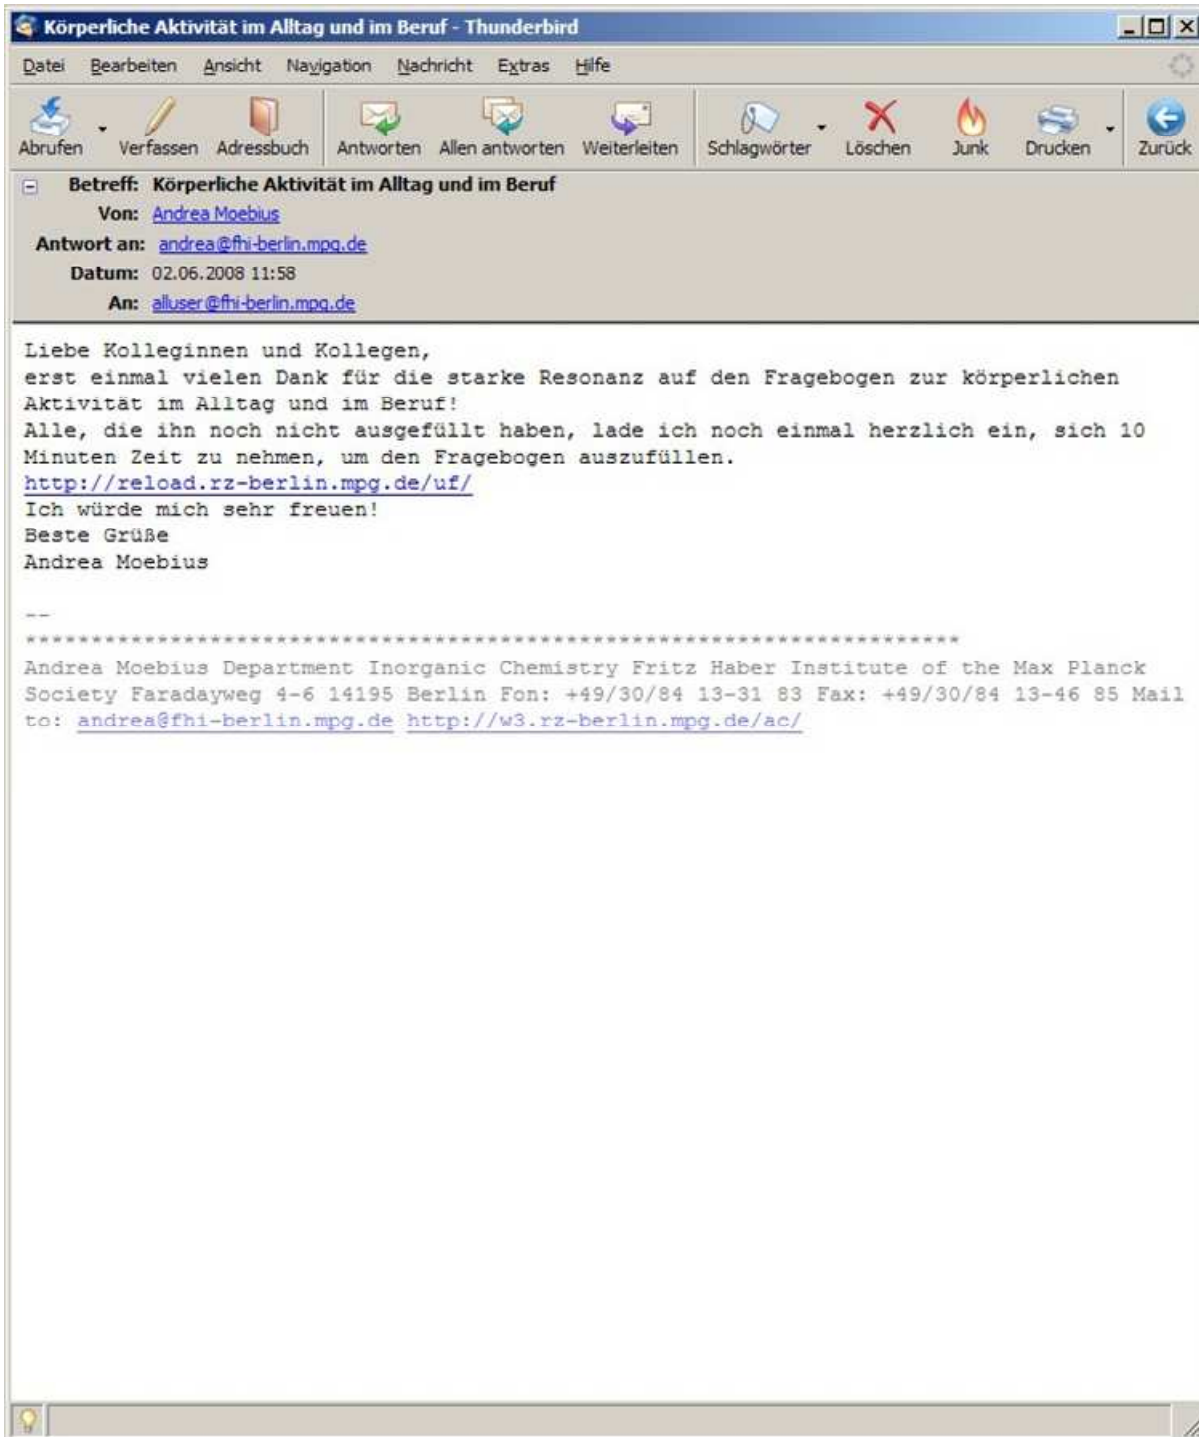 Körperliche Aktivität im Alltag und im Beruf - Thunderbird
Datei Bearbeiten Ansicht Navigation Nachricht Extras Hilfe
Abrufen Verfassen Adressbuch Antworten Allen antworten Weiterleiten Schlagwörter Löschen Junk Drucken Zurück
Betreff: Körperliche Aktivität im Alltag und im Beruf
Von: Andrea Moebius
Antwort an: andrea@fhi-berlin.mpg.de
Datum: 02.06.2008 11:58
An: alluser@fhi-berlin.mpg.de
Liebe Kolleginnen und Kollegen,
erst einmal vielen Dank für die starke Resonanz auf den Fragebogen zur körperlichen
Aktivität im Alltag und im Beruf!
Alle, die ihn noch nicht ausgefüllt haben, lade ich noch einmal herzlich ein, sich 10
Minuten Zeit zu nehmen, um den Fragebogen auszufüllen.
http://reload.rz-berlin.mpg.de/uf/
Ich würde mich sehr freuen!
Beste Grüße
Andrea Moebius
--
***********************************************************************
Andrea Moebius Department Inorganic Chemistry Fritz Haber Institute of the Max Planck
Society Faradayweg 4-6 14195 Berlin Fon: +49/30/84 13-31 83 Fax: +49/30/84 13-46 85 Mail
to: andrea@fhi-berlin.mpg.de http://w3.rz-berlin.mpg.de/ac/